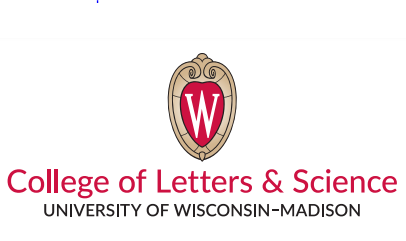 W
College of Letters & Science
UNIVERSITY OF WISCONSIN–MADISON